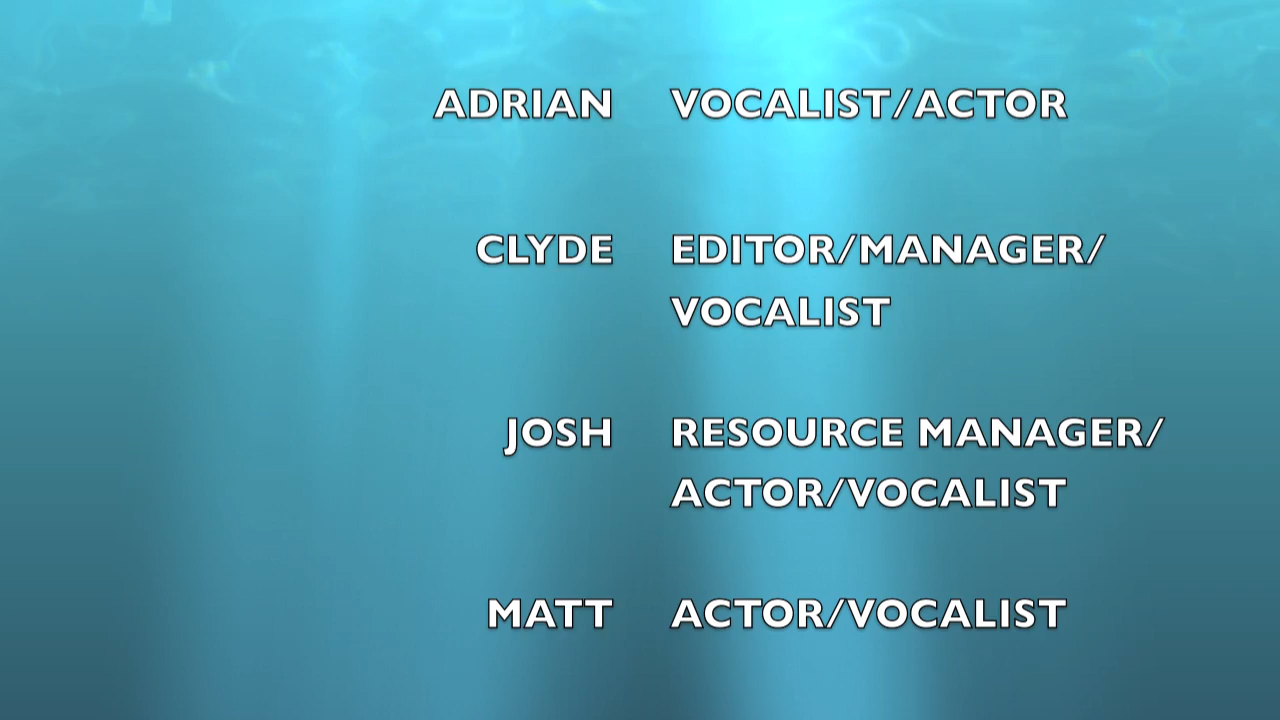 ADRIAN VOCALIST/ACTOR
CLYDE EDITOR/MANAGER/
VOCALIST
JOSH RESOURCE MANAGER/
ACTOR/VOCALIST
MATT ACTOR/VOCALIST